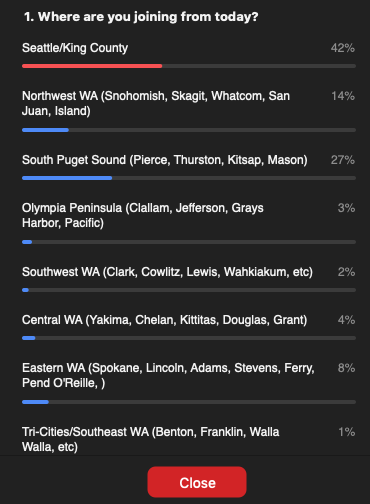 1. Where are you joining from today?
Seattle/King County 42%
Northwest WA (Snohomish, Skagit, Whatcom, San 14%
Juan, Island)
South Puget Sound (Pierce, Thurston, Kitsap, Mason) 27%
Olympia Peninsula (Clallam, Jefferson, Grays 3%
Harbor, Pacific)
Southwest WA (Clark, Cowlitz, Lewis, Wahkiakum, etc) 2%
Central WA (Yakima, Chelan, Kittitas, Douglas, Grant) 4%
Eastern WA (Spokane, Lincoln, Adams, Stevens, Ferry, 8%
Pend O'Reille, )
Tri-Cities/Southeast WA (Benton, Franklin, Walla 1%
Walla, etc)
Close